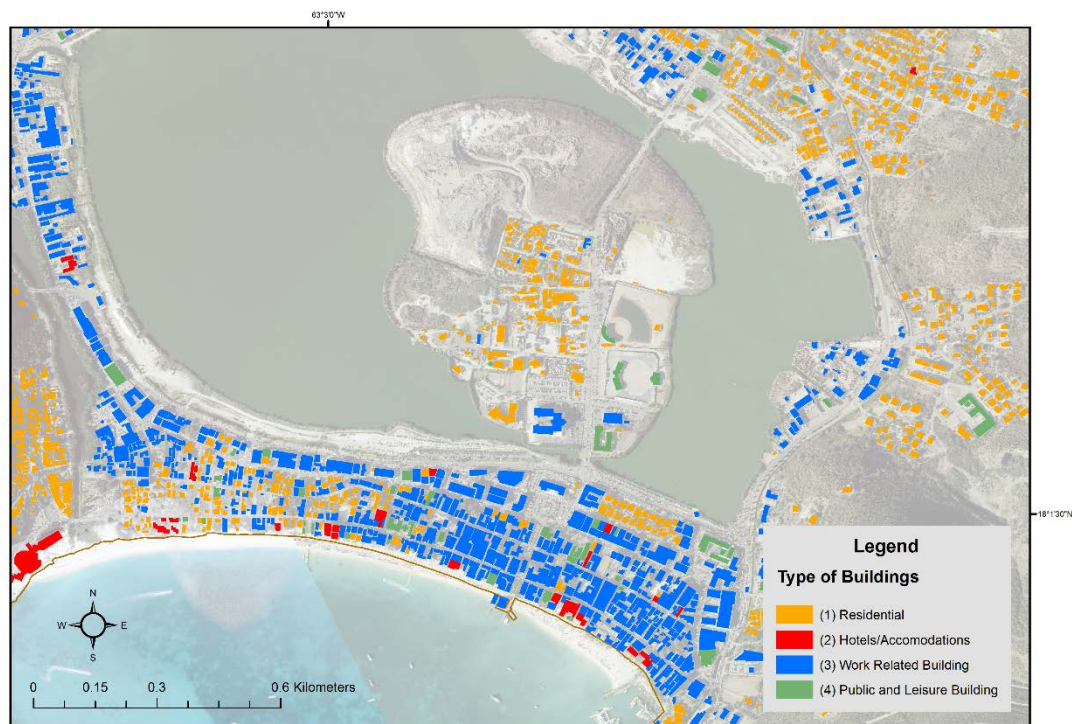 63°3'0"W
18°1'30"N
N
W E
S
0 0.15 0.3 0.6 Kilometers
Legend
Type of Buildings
(1) Residential
(2) Hotels/Accomodations
(3) Work Related Building
(4) Public and Leisure Building